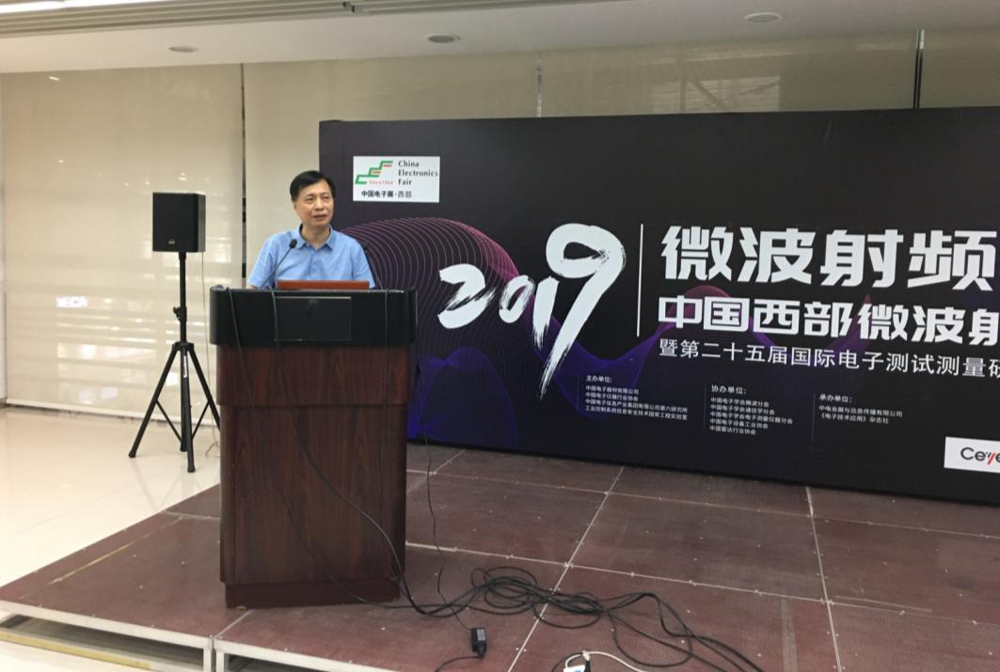 China
Electronics
Fair
Since1964
中国电子展·西部
2019
微波射频
中国西部微波射
暨第二十五届国际电子测试测量研
主办单位:
中国电子器材有限公司
中国电子仪器行业协会
中国电子信息产业集团有限公司第六研究所
工业控制系统信息安全技术国家工程实验室
协办单位:
中国电子学会微波分会
中国电子学会通信学分会
中国电子学会电子测量仪器分会
中国电子设备工业协会
中国雷达行业协会
承办单位:
中电会展与信息传播有限公司
《电子技术应用》杂志社
Ceye